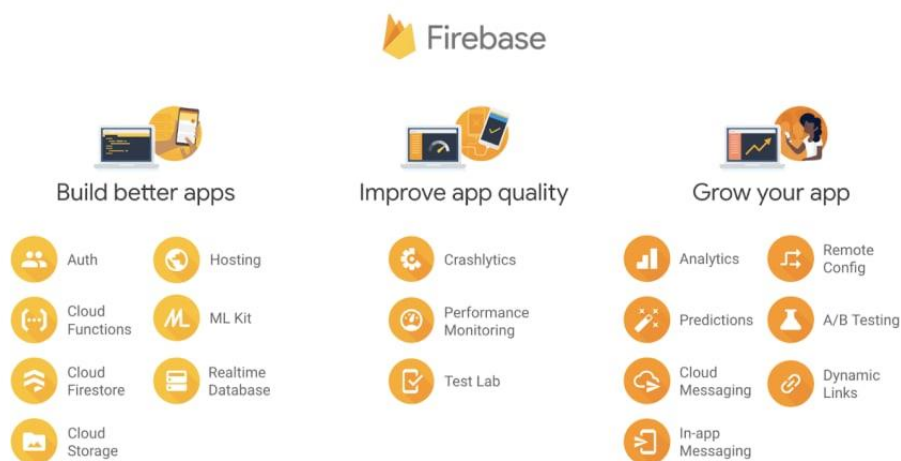 Firebase
Build better apps
Auth
Hosting
Cloud
Functions
ML Kit
Cloud
Firestore
Realtime
Database
Cloud
Storage
Improve app quality
Crashlytics
Performance
Monitoring
Test Lab
Grow your app
Analytics
Remote
Config
Predictions
A/B Testing
Cloud
Messaging
Dynamic
Links
In-app
Messaging